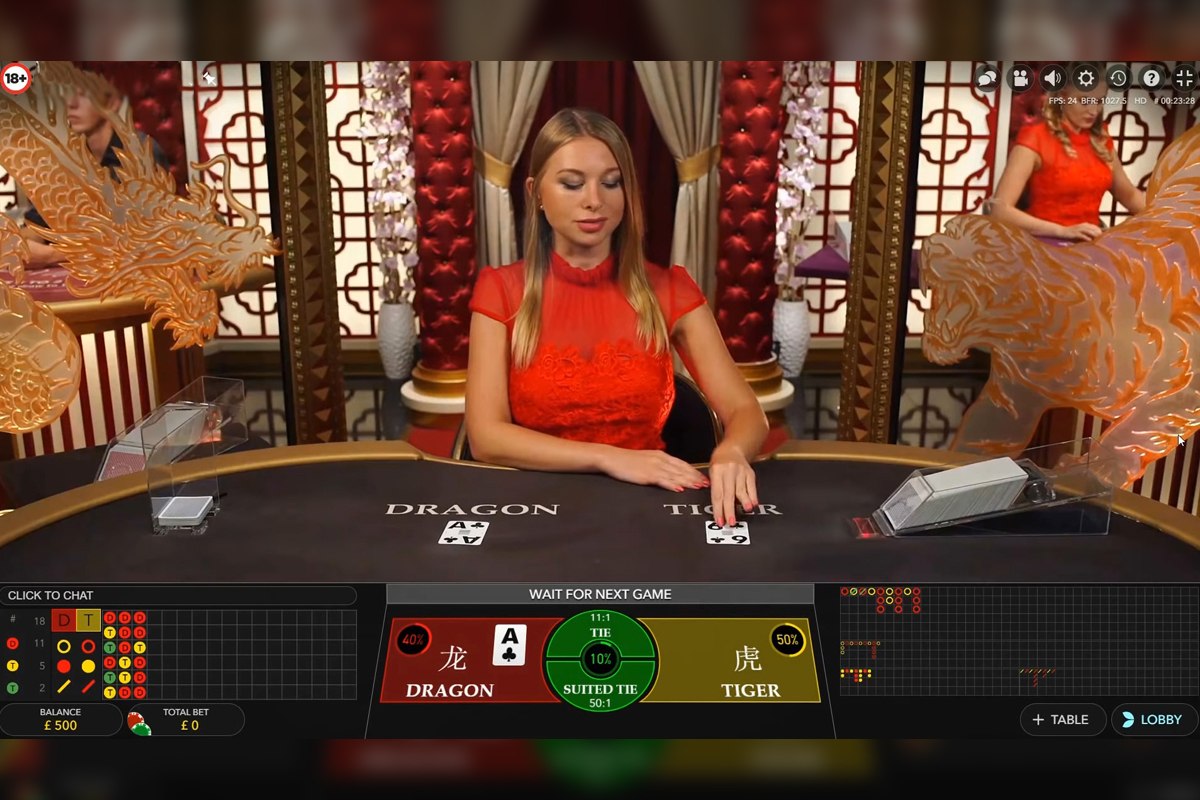 18+
FPS: 24 BFR: 1027.5 HD # 00:23:28
DRAGON
TIGER
A
A
6
CLICK TO CHAT
# 18 D T
D 11
T 5
T 2
D D D
T D D
T D T
D T D
T T D
T D D
BALANCE
£ 500
TOTAL BET
£ 0
WAIT FOR NEXT GAME
40%
龙
DRAGON
A
11:1
TIE
10%
SUITED TIE
50:1
50%
虎
TIGER
+ TABLE
LOBBY